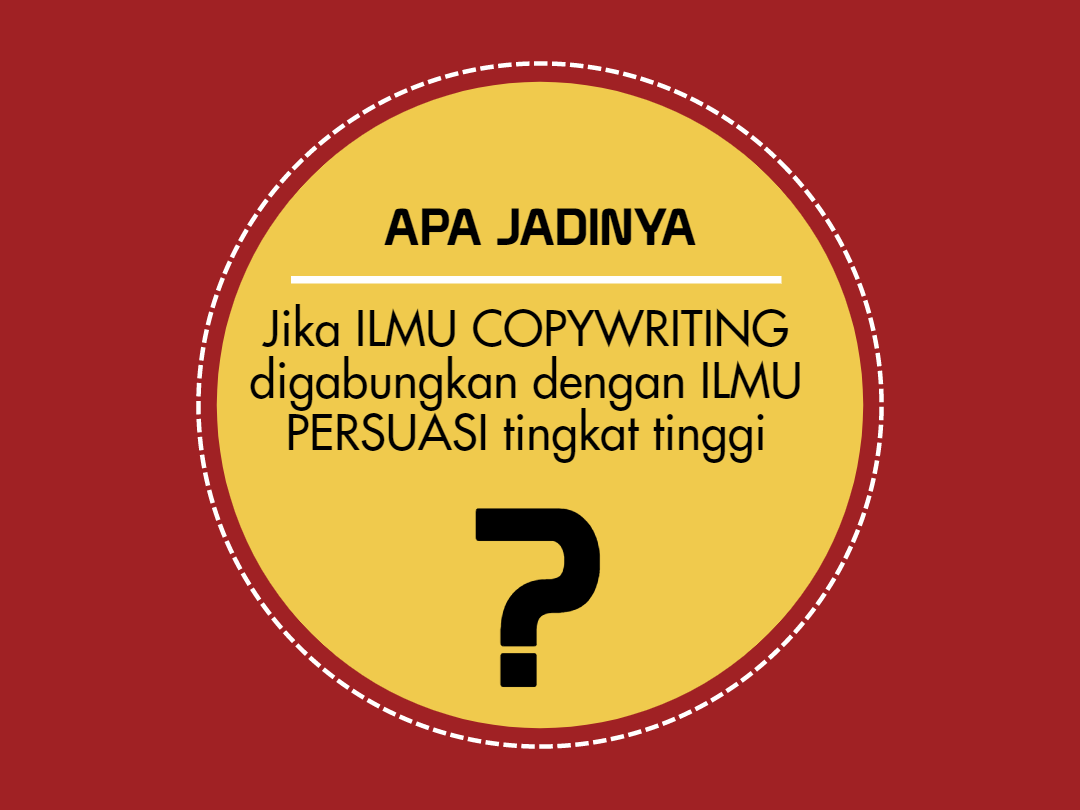 APA JADINYA
Jika ILMU COPYWRITING
digabungkan dengan ILMU
PERSUASI tingkat tinggi
?